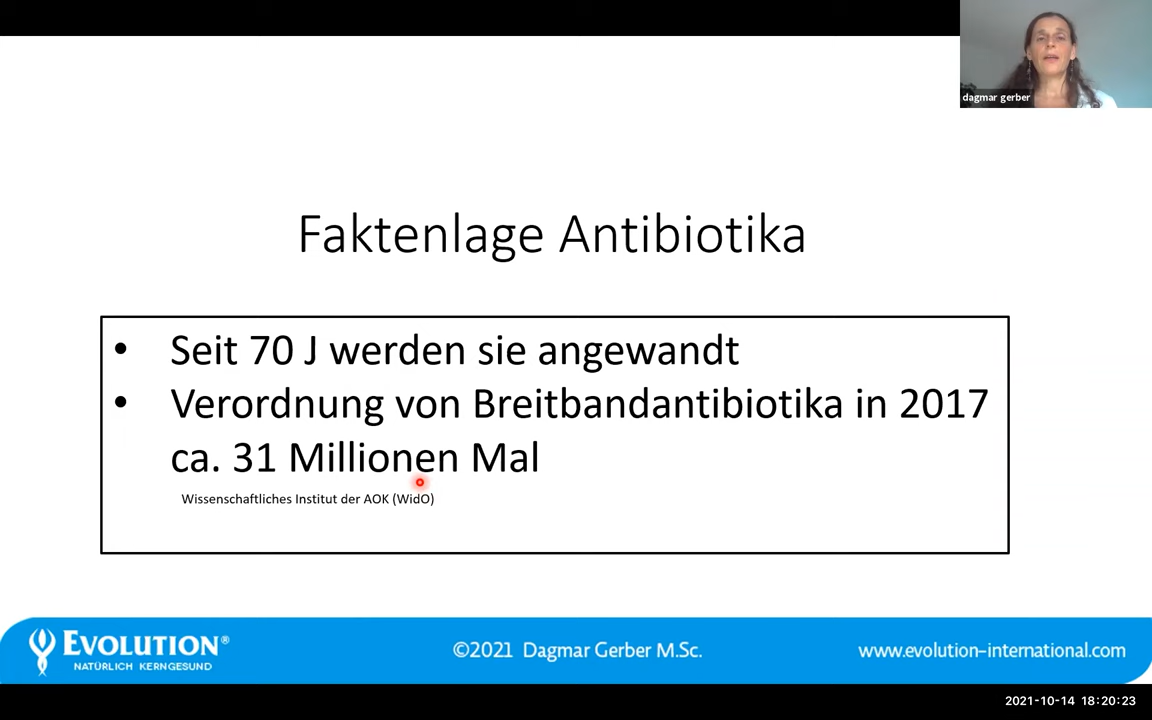 dagmar gerber
Faktenlage Antibiotika
• Seit 70 J werden sie angewandt
• Verordnung von Breitbandantibiotika in 2017
ca. 31 Millionen Mal
Wissenschaftliches Institut der AOK (WidO)
EVOLUTION®
NATÜRLICH KERNGESUND
©2021 Dagmar Gerber M.Sc.
www.evolution-international.com
2021-10-14 18:20:23